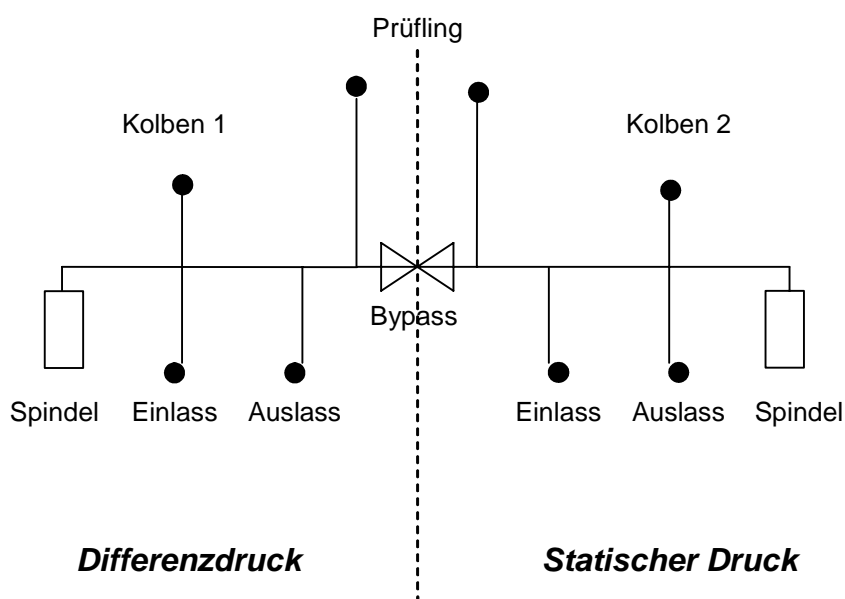 Prüfling
Kolben 1
Kolben 2
Bypass
Spindel Einlass Auslass
Einlass Auslass Spindel
Differenzdruck
Statischer Druck